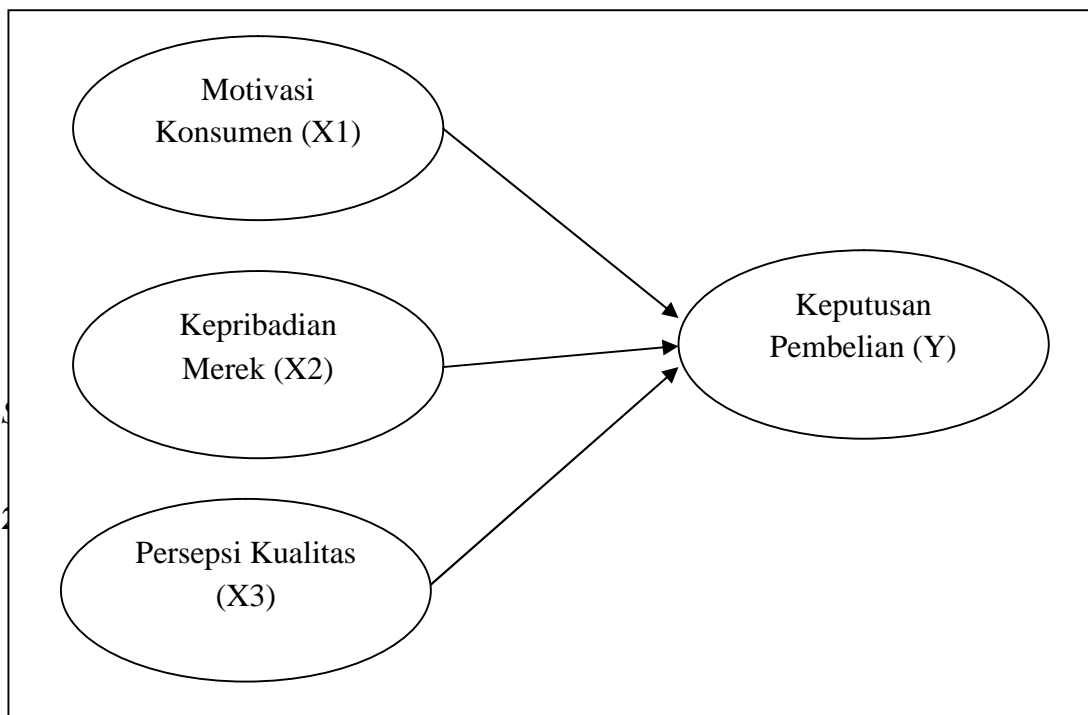 Motivasi
Konsumen (X1)
Kepribadian
Merek (X2)
Keputusan
Pembelian (Y)
Persepsi Kualitas
(X3)